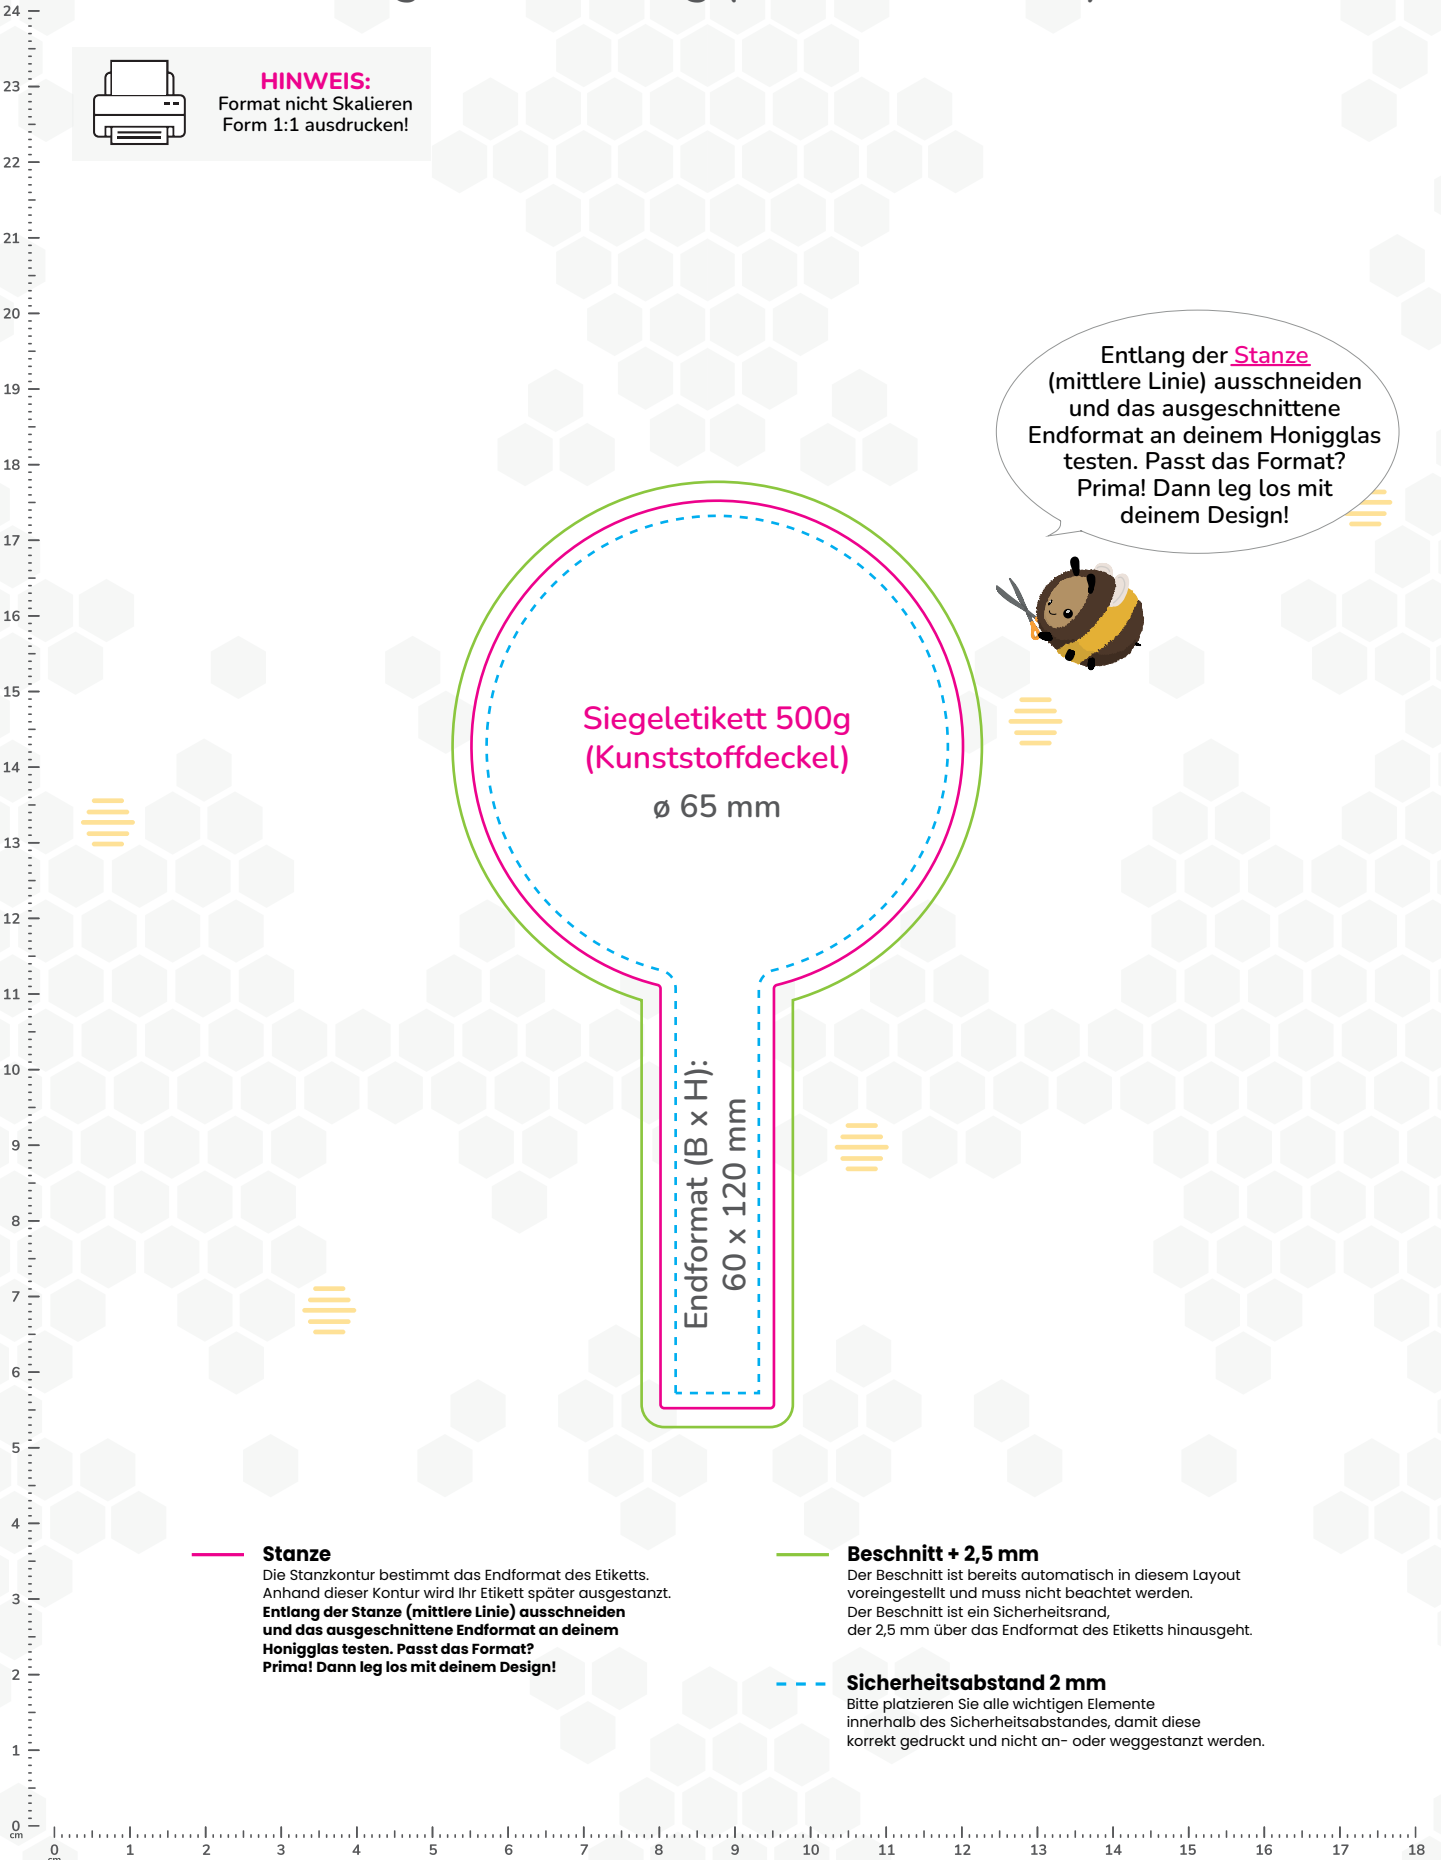 HINWEIS:
Format nicht Skalieren
Form 1:1 ausdrucken!
Entlang der Stanze
(mittlere Linie) ausschneiden
und das ausgeschnittene
Endformat an deinem Honigglas
testen. Passt das Format?
Prima! Dann leg los mit
deinem Design!
Siegeletikett 500g
(Kunststoffdeckel)
ø 65 mm
Endformat (B x H):
60 x 120 mm
Stanze
Die Stanzkontur bestimmt das Endformat des Etiketts.
Anhand dieser Kontur wird Ihr Etikett später ausgestanzt.
Entlang der Stanze (mittlere Linie) ausschneiden
und das ausgeschnittene Endformat an deinem
Honigglas testen. Passt das Format?
Prima! Dann leg los mit deinem Design!
Beschnitt + 2,5 mm
Der Beschnitt ist bereits automatisch in diesem Layout
voreingestellt und muss nicht beachtet werden.
Der Beschnitt ist ein Sicherheitsrand,
der 2,5 mm über das Endformat des Etiketts hinausgeht.
Sicherheitsabstand 2 mm
Bitte platzieren Sie alle wichtigen Elemente
innerhalb des Sicherheitsabstandes, damit diese
korrekt gedruckt und nicht an- oder weggestanzt werden.
24
23
22
21
20
19
18
17
16
15
14
13
12
11
10
9
8
7
6
5
4
3
2
1
0
cm
0 1 2 3 4 5 6 7 8 9 10 11 12 13 14 15 16 17 18
cm